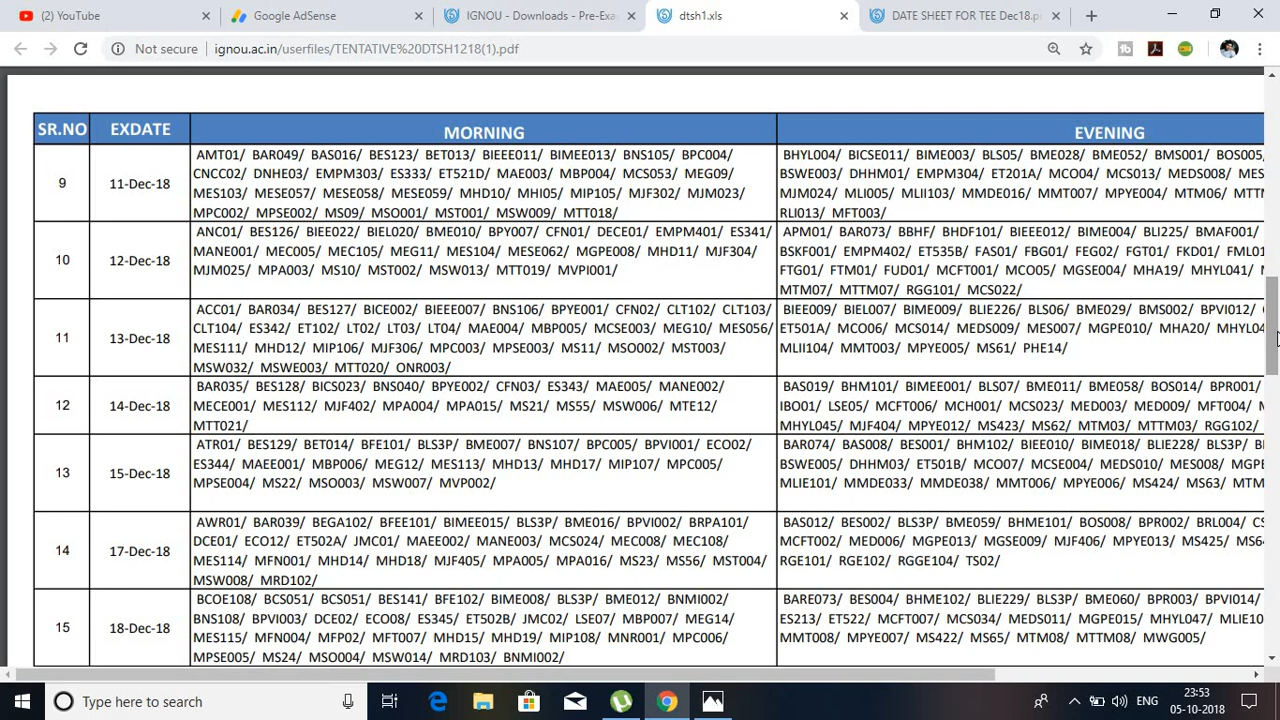 (2) YouTube
Google AdSense
IGNOU - Downloads - Pre-Exa
dtsh1.xls
DATE SHEET FOR TEE Dec18.p
Not secure
ignou.ac.in/userfiles/TENTATIVE%20DTSH1218(1).pdf
SR.NO EXDATE MORNING EVENING
9
11-Dec-18
AMT01/ BAR049/ BAS016/ BES123/ BET013/ BIEEE011/ BIMEE013/ BNS105/ BPC004/
CNCC02/ DNHE03/ EMPM303/ ES333/ ET521D/ MAE003/ MBP004/ MCS053/ MEG09/
MES103/ MESE057/ MESE058/ MESE059/ MHD10/ MHI05/ MIP105/ MJF302/ MJM023/
MPC002/ MPSE002/ MS09/ MSO001/ MST001/ MSW009/ MTT018/
BHYL004/ BICSE011/ BIME003/ BLS05/ BME028/ BME052/ BMS001/ BOS005
BSWE003/ DHHM01/ EMPM304/ ET201A/ MCO04/ MCS013/ MEDS008/ MES
MJM024/ MLI005/ MLII103/ MMDE016/ MMT007/ MPYE004/ MTM06/ MTT
RLI013/ MFT003/
10
12-Dec-18
ANC01/ BES126/ BIEE022/ BIEL020/ BME010/ BPY007/ CFN01/ DECE01/ EMPM401/ ES341/
MANE001/ MEC005/ MEC105/ MEG11/ MES104/ MESE062/ MGPE008/ MHD11/ MJF304/
MJM025/ MPA003/ MS10/ MST002/ MSW013/ MTT019/ MVPI001/
APM01/ BAR073/ BBHF/ BHDF101/ BIEEE012/ BIME004/ BLI225/ BMAF001/
BSKF001/ EMPM402/ ET535B/ FAS01/ FBG01/ FEG02/ FGT01/ FKD01/ FML01
FTG01/ FTM01/ FUD01/ MCFT001/ MCO05/ MGSE004/ MHA19/ MHYL041/ M
MTM07/ MTTM07/ RGG101/ MCS022/
11
13-Dec-18
ACC01/ BAR034/ BES127/ BICE002/ BIEEE007/ BNS106/ BPYE001/ CFN02/ CLT102/ CLT103/
CLT104/ ES342/ ET102/ LT02/ LT03/ LT04/ MAE004/ MBP005/ MCSE003/ MEG10/ MES056/
MES111/ MHD12/ MIP106/ MJF306/ MPC003/ MPSE003/ MS11/ MSO002/ MST003/
MSW032/ MSWE003/ MTT020/ ONR003/
BIEE009/ BIEL007/ BIME009/ BLIE226/ BLS06/ BME029/ BMS002/ BPVI012/
ET501A/ MCO06/ MCS014/ MEDS009/ MES007/ MGPE010/ MHA20/ MHYL04
MLII104/ MMT003/ MPYE005/ MS61/ PHE14/
12
14-Dec-18
BAR035/ BES128/ BICS023/ BNS040/ BPYE002/ CFN03/ ES343/ MAE005/ MANE002/
MECE001/ MES112/ MJF402/ MPA004/ MPA015/ MS21/ MS55/ MSW006/ MTE12/
MTT021/
BAS019/ BHM101/ BIMEE001/ BLS07/ BME011/ BME058/ BOS014/ BPR001/
IBO01/ LSE05/ MCFT006/ MCH001/ MCS023/ MED003/ MED009/ MFT004/ M
MHYL045/ MJF404/ MPYE012/ MS423/ MS62/ MTM03/ MTTM03/ RGG102/
13
15-Dec-18
ATR01/ BES129/ BET014/ BFE101/ BLS3P/ BME007/ BNS107/ BPC005/ BPVI001/ ECO02/
ES344/ MAEE001/ MBP006/ MEG12/ MES113/ MHD13/ MHD17/ MIP107/ MPC005/
MPSE004/ MS22/ MSO003/ MSW007/ MVP002/
BAR074/ BAS008/ BES001/ BHM102/ BIEE010/ BIME018/ BLIE228/ BLS3P/
BSWE005/ DHHM03/ ET501B/ MCO07/ MCSE004/ MEDS010/ MES008/ MGPE
MLIE101/ MMDE033/ MMDE038/ MMT006/ MPYE006/ MS424/ MS63/ MTM
14
17-Dec-18
AWR01/ BAR039/ BEGA102/ BFEE101/ BIMEE015/ BLS3P/ BME016/ BPVI002/ BRPA101/
DCE01/ ECO12/ ET502A/ JMC01/ MAEE002/ MANE003/ MCS024/ MEC008/ MEC108/
MES114/ MFN001/ MHD14/ MHD18/ MJF405/ MPA005/ MPA016/ MS23/ MS56/ MST004/
MSW008/ MRD102/
BAS012/ BES002/ BLS3P/ BME059/ BHME101/ BOS008/ BPR002/ BRL004/ CS
MCFT002/ MED006/ MGPE013/ MGSE009/ MJF406/ MPYE013/ MS425/ MS6
RGE101/ RGE102/ RGGE104/ TS02/
15
18-Dec-18
BCOE108/ BCS051/ BCS051/ BES141/ BFE102/ BIME008/ BLS3P/ BME012/ BNMI002/
BNS108/ BPVI003/ DCE02/ ECO08/ ES345/ ET502B/ JMC02/ LSE07/ MBP007/ MEG14/
MES115/ MFN004/ MFP02/ MFT007/ MHD15/ MHD19/ MIP108/ MNR001/ MPC006/
MPSE005/ MS24/ MSO004/ MSW014/ MRD103/ BNMI002/
BARE073/ BES004/ BHME102/ BLIE229/ BLS3P/ BME060/ BPR003/ BPVI014/
ES213/ ET522/ MCFT007/ MCS034/ MEDS011/ MGPE015/ MHYL047/ MLIE10
MMT008/ MPYE007/ MS422/ MS65/ MTM08/ MTTM08/ MWG005/
Type here to search
ENG
23:53
05-10-2018